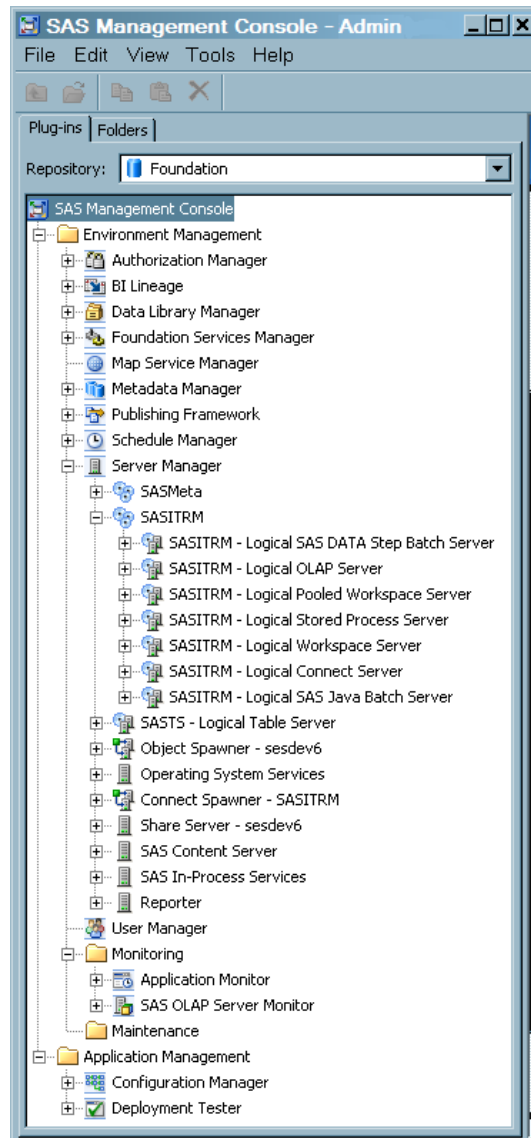 SAS Management Console - Admin
File Edit View Tools Help
Plug-ins Folders
Repository: Foundation
SAS Management Console
Environment Management
Authorization Manager
BI Lineage
Data Library Manager
Foundation Services Manager
Map Service Manager
Metadata Manager
Publishing Framework
Schedule Manager
Server Manager
SASMeta
SASITRM
SASITRM - Logical SAS DATA Step Batch Server
SASITRM - Logical OLAP Server
SASITRM - Logical Pooled Workspace Server
SASITRM - Logical Stored Process Server
SASITRM - Logical Workspace Server
SASITRM - Logical Connect Server
SASITRM - Logical SAS Java Batch Server
SASTS - Logical Table Server
Object Spawner - sesdev6
Operating System Services
Connect Spawner - SASITRM
Share Server - sesdev6
SAS Content Server
SAS In-Process Services
Reporter
User Manager
Monitoring
Application Monitor
SAS OLAP Server Monitor
Maintenance
Application Management
Configuration Manager
Deployment Tester